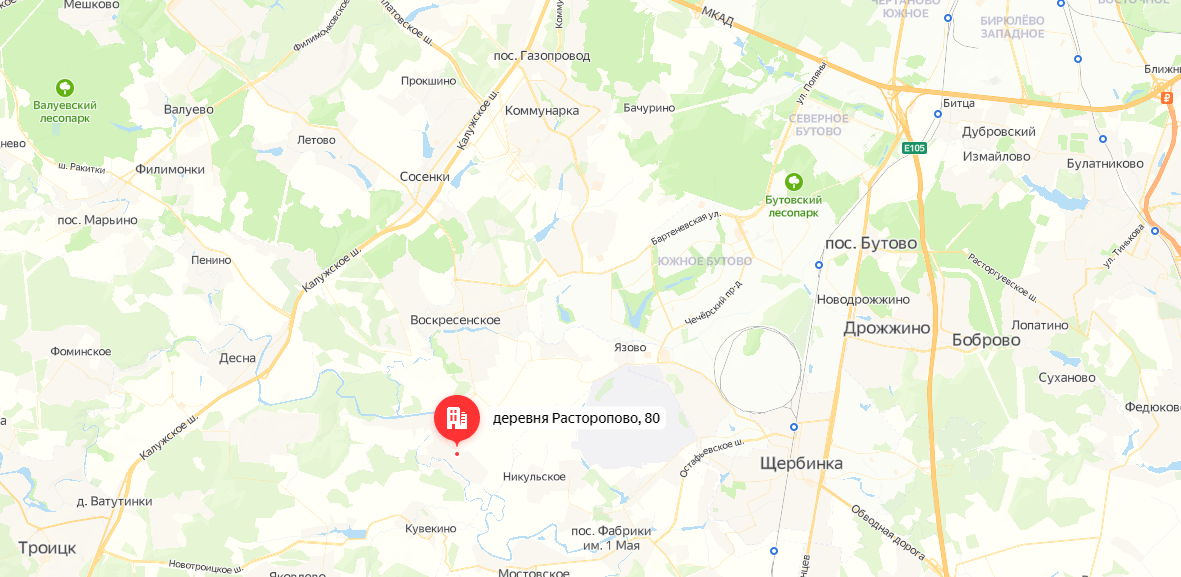 Мешково
Филимонковское ш.
латовское ш.
МКАД
ЧЕРТАНОВО
ЮЖНОЕ
БИРЮЛЁВО
ЗАПАДНОЕ
ВОСТОЧНОЕ
пос. Газопровод
Прокшино
Ближни
Валуевский
лесопарк
Валуево
Коммунарка
Бачурино
ул. Поляны
Битца
Калужское ш.
СЕВЕРНОЕ
БУТОВО
Дубровский
Летово
E105
Измайлово
нево
ш. Ракитки
Филимонки
Сосенки
Булатниково
пос. Марьино
Бутовский
лесопарк
Бартеневская ул.
пос. Бутово
ул. Тинькова
Пенино
Калужское ш.
ЮЖНОЕ БУТОВО
Расторгуевское ш.
Чечёрский пр-д
Новодрожжино
Воскресенское
Дрожжино
Лопатино
Боброво
Фоминское
Десна
Язово
Суханово
Федюково
деревня Расторопово, 80
Калужское ш.
Остафьевское ш.
Щербинка
Никульское
д. Ватутинки
Кувекино
пос. Фабрики
им. 1 Мая
Обводная дорога
Троицк
Новотроицкое ш.
Яковлево
Мостовское